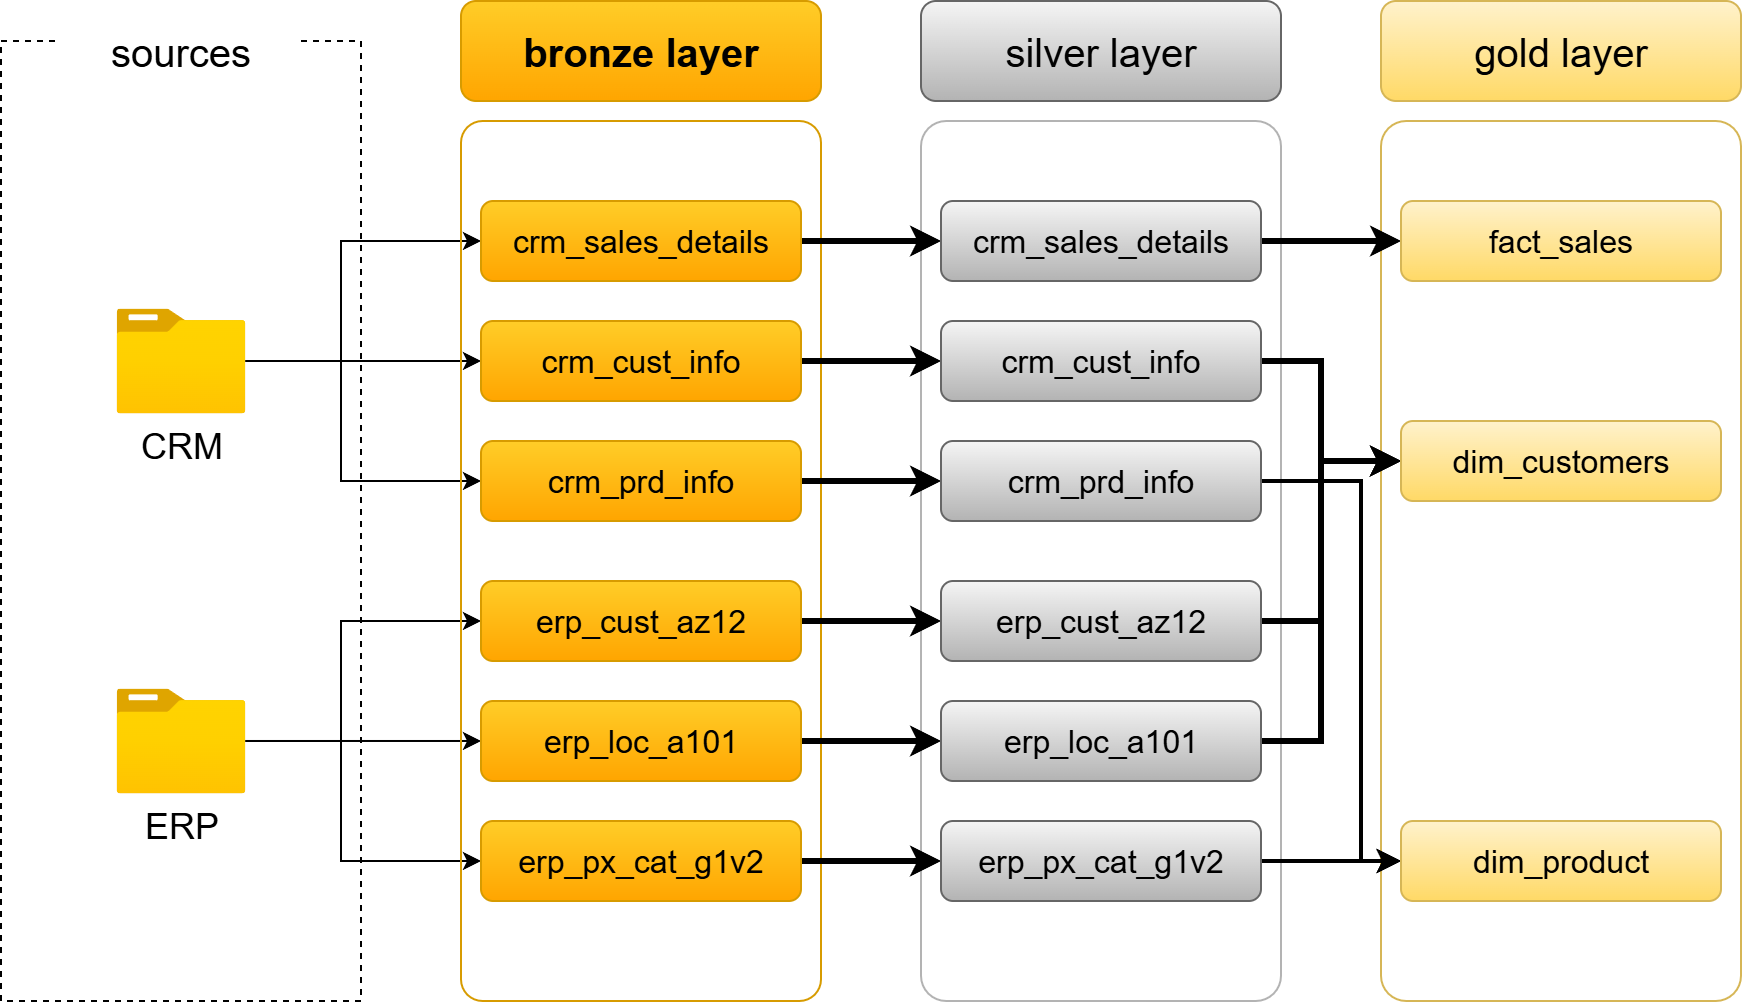 sources
bronze layer
silver layer
gold layer
CRM
ERP
crm_sales_details
crm_cust_info
crm_prd_info
erp_cust_az12
erp_loc_a101
erp_px_cat_g1v2
crm_sales_details
crm_cust_info
crm_prd_info
erp_cust_az12
erp_loc_a101
erp_px_cat_g1v2
fact_sales
dim_customers
dim_product